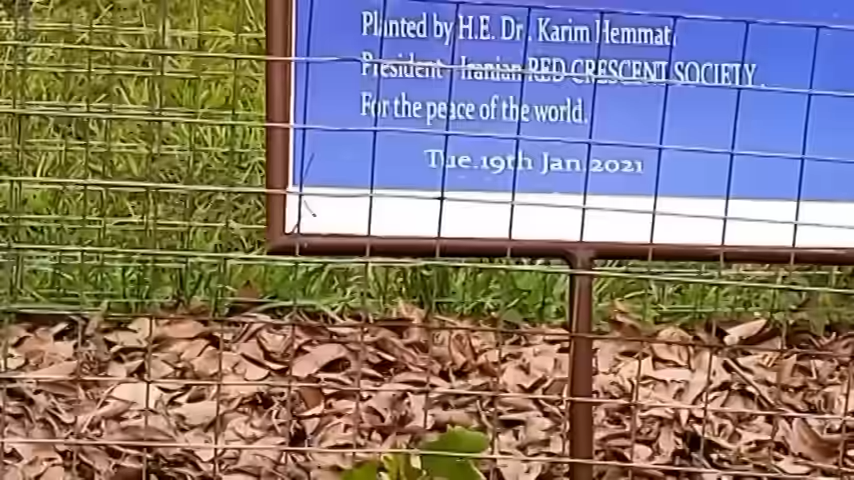 Planted by H.E. Dr. Karim Hemmat.
President - Iranian RED CRESCENT SOCIETY.
For the peace of the world.
Tue.19th Jan 2021